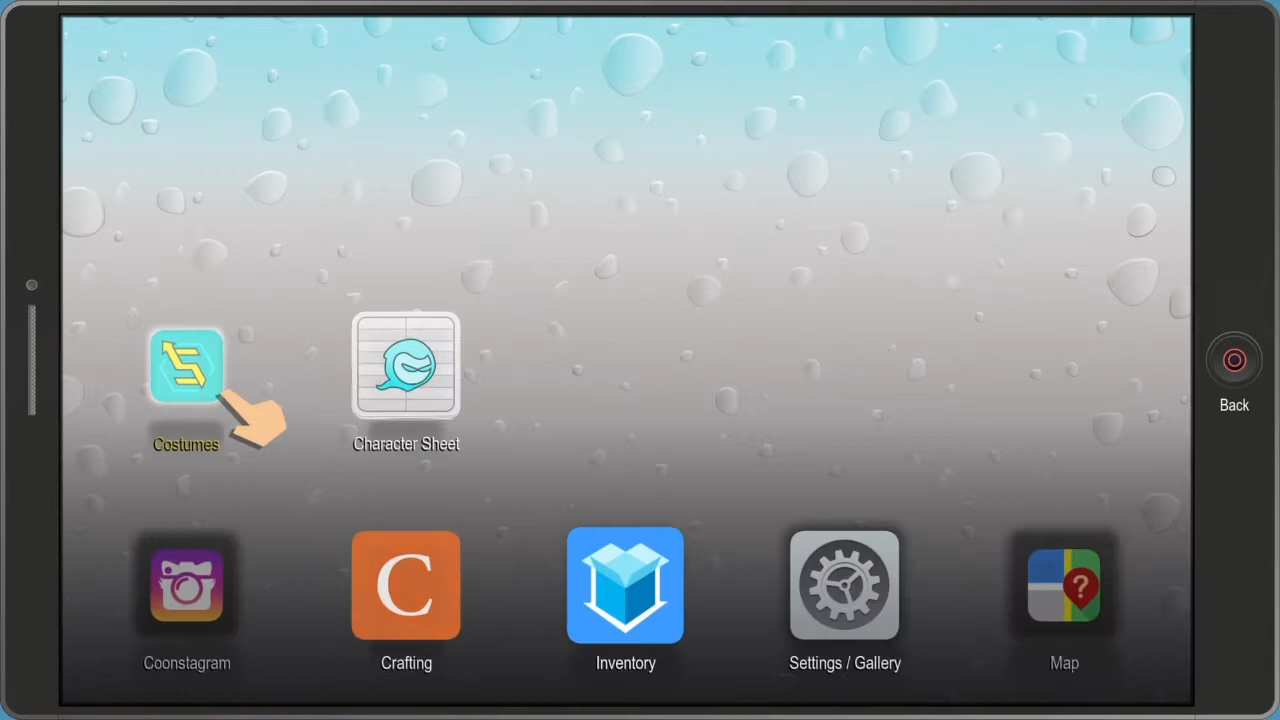 Back
Costumes
Character Sheet
Coonstagram
C
Crafting
Inventory
Settings / Gallery
?
Map